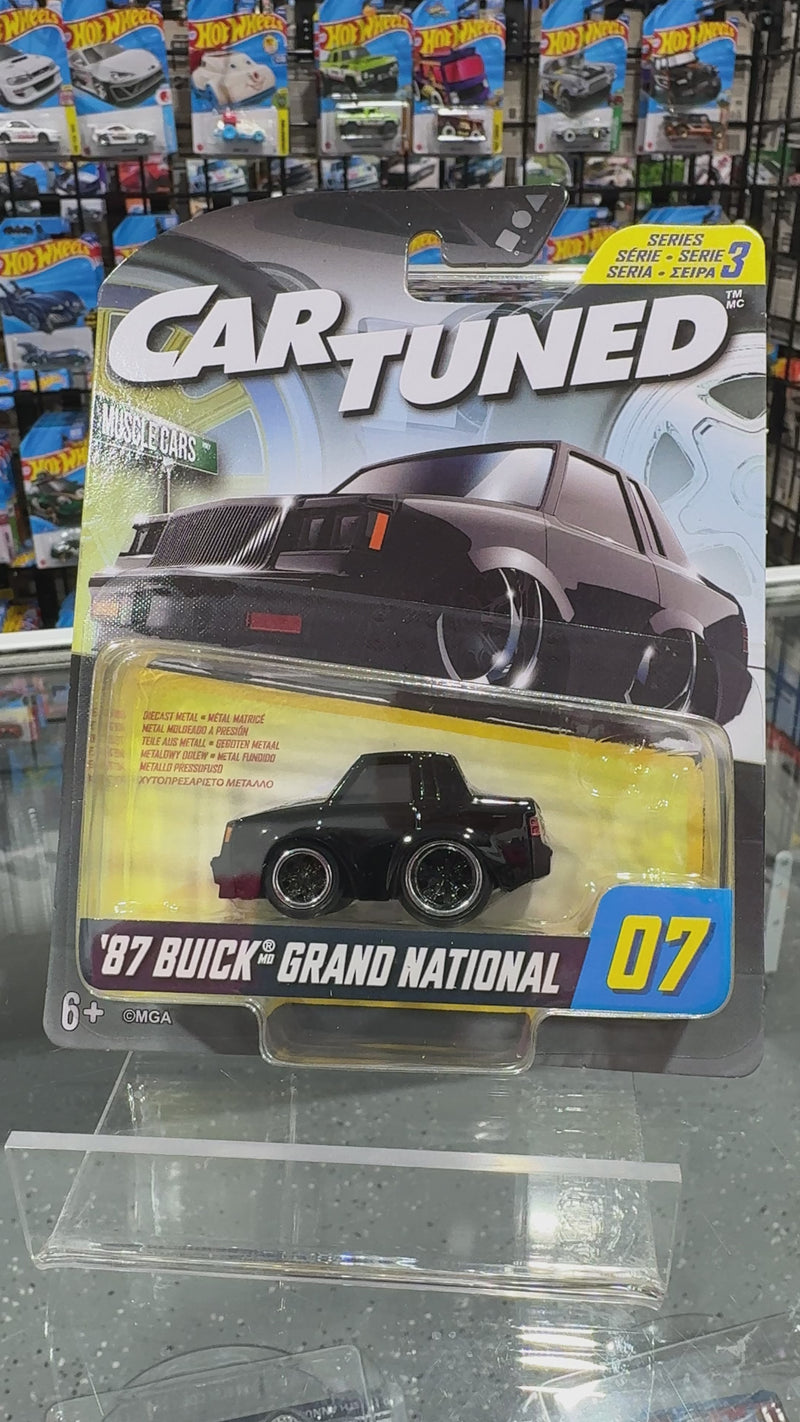 HOT WHEELS
HOT WHEELS
HOT WHEELS
HOT WHEELS
HOT WHEELS
HOT WHEELS
HOT WHEELS
HOT WHEELS
SERIES
SÉRIE • SERIE
SERIA • ΣΕΙΡΑ 3
CAR TUNED
TM
MC
MUSCLE CARS
DIECAST METAL • MÉTAL MATRICÉ
METAL MOLDEADO A PRESIÓN
TEILE AUS METALL • GEGOTEN METAAL
METALOWY ODLEW • METAL FUNDIDO
METALLO PRESSOFUSO
ΧΥΤΟΠΡΕΣΑΡΙΣΤΟ ΜΕΤΑΛΛΟ
'87 BUICK® MD GRAND NATIONAL
07
6+ ©MGA